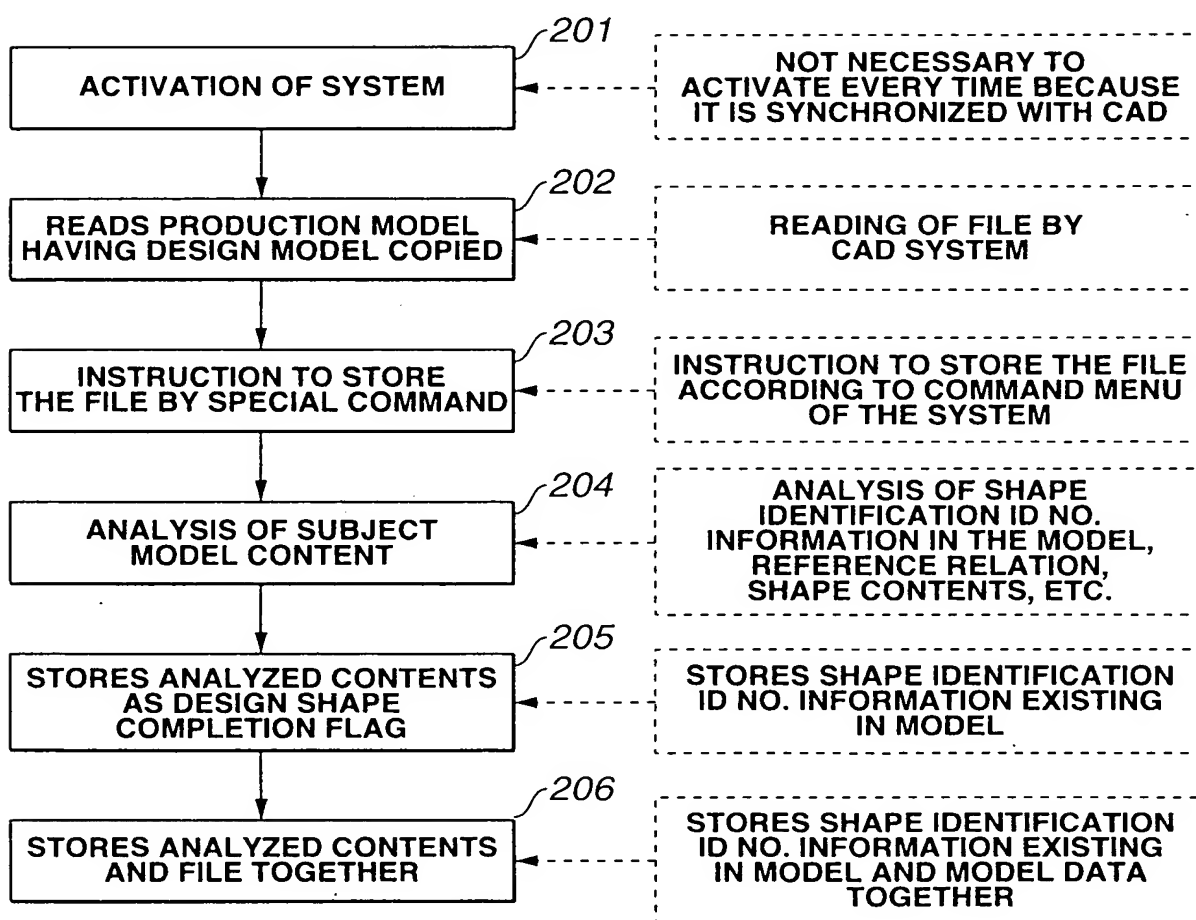 201
ACTIVATION OF SYSTEM
NOT NECESSARY TO
ACTIVATE EVERY TIME BECAUSE
IT IS SYNCHRONIZED WITH CAD
202
READS PRODUCTION MODEL
HAVING DESIGN MODEL COPIED
READING OF FILE BY
CAD SYSTEM
203
INSTRUCTION TO STORE
THE FILE BY SPECIAL COMMAND
INSTRUCTION TO STORE THE FILE
ACCORDING TO COMMAND MENU
OF THE SYSTEM
204
ANALYSIS OF SUBJECT
MODEL CONTENT
ANALYSIS OF SHAPE
IDENTIFICATION ID NO.
INFORMATION IN THE MODEL,
REFERENCE RELATION,
SHAPE CONTENTS, ETC.
205
STORES ANALYZED CONTENTS
AS DESIGN SHAPE
COMPLETION FLAG
STORES SHAPE IDENTIFICATION
ID NO. INFORMATION EXISTING
IN MODEL
206
STORES ANALYZED CONTENTS
AND FILE TOGETHER
STORES SHAPE IDENTIFICATION
ID NO. INFORMATION EXISTING
IN MODEL AND MODEL DATA
TOGETHER